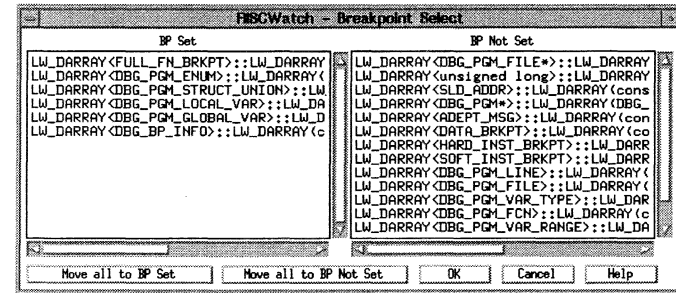 RISCWatch - Breakpoint Select
BP Set
LW_DARRAY<FULL_FN_BRKPT>::LW_DARRAY
LW_DARRAY<DBG_PGM_ENUM>::LW_DARRAY(
LW_DARRAY<DBG_PGM_STRUCT_UNION>::LW_
LW_DARRAY<DBG_PGM_LOCAL_VAR>::LW_DA
LW_DARRAY<DBG_PGM_GLOBAL_VAR>::LW_D
LW_DARRAY<DBG_BP_INFO>::LW_DARRAY(c
BP Not Set
LW_DARRAY<DBG_PGM_FILE*>::LW_DARRAY
LW_DARRAY<unsigned long>::LW_DARRAY
LW_DARRAY<SLD_ADDR>::LW_DARRAY(cons
LW_DARRAY<DBG_PGM*>::LW_DARRAY(DBG_
LW_DARRAY<ADEPT_MSG>::LW_DARRAY(con
LW_DARRAY<DATA_BRKPT>::LW_DARRAY(co
LW_DARRAY<HARD_INST_BRKPT>::LW_DARR
LW_DARRAY<SOFT_INST_BRKPT>::LW_DARR
LW_DARRAY<DBG_PGM_LINE>::LW_DARRAY(
LW_DARRAY<DBG_PGM_FILE>::LW_DARRAY(
LW_DARRAY<DBG_PGM_VAR_TYPE>::LW_DAR
LW_DARRAY<DBG_PGM_FCN>::LW_DARRAY(c
LW_DARRAY<DBG_PGM_VAR_RANGE>::LW_DA
Move all to BP Set
Move all to BP Not Set
OK
Cancel
Help